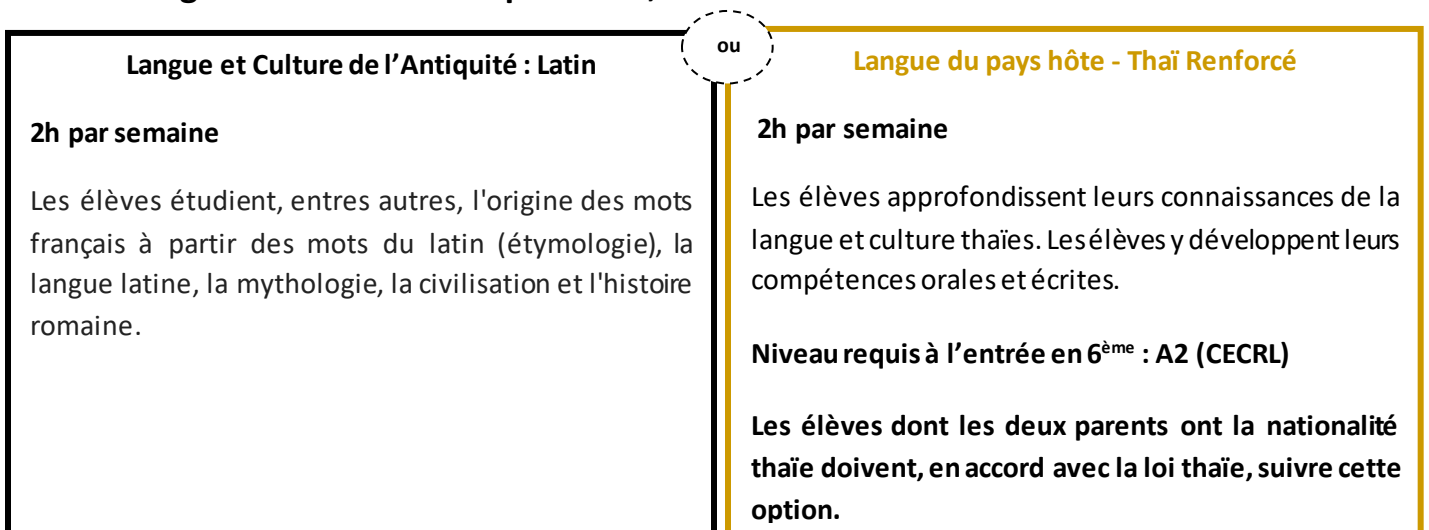 ou
Langue et Culture de l’Antiquité : Latin
2h par semaine
Les élèves étudient, entres autres, l'origine des mots
français à partir des mots du latin (étymologie), la
langue latine, la mythologie, la civilisation et l'histoire
romaine.
Langue du pays hôte - Thaï Renforcé
2h par semaine
Les élèves approfondissent leurs connaissances de la
langue et culture thaïes. Les élèves y développent leurs
compétences orales et écrites.
Niveau requis à l’entrée en 6ème : A2 (CECRL)
Les élèves dont les deux parents ont la nationalité
thaïe doivent, en accord avec la loi thaïe, suivre cette
option.